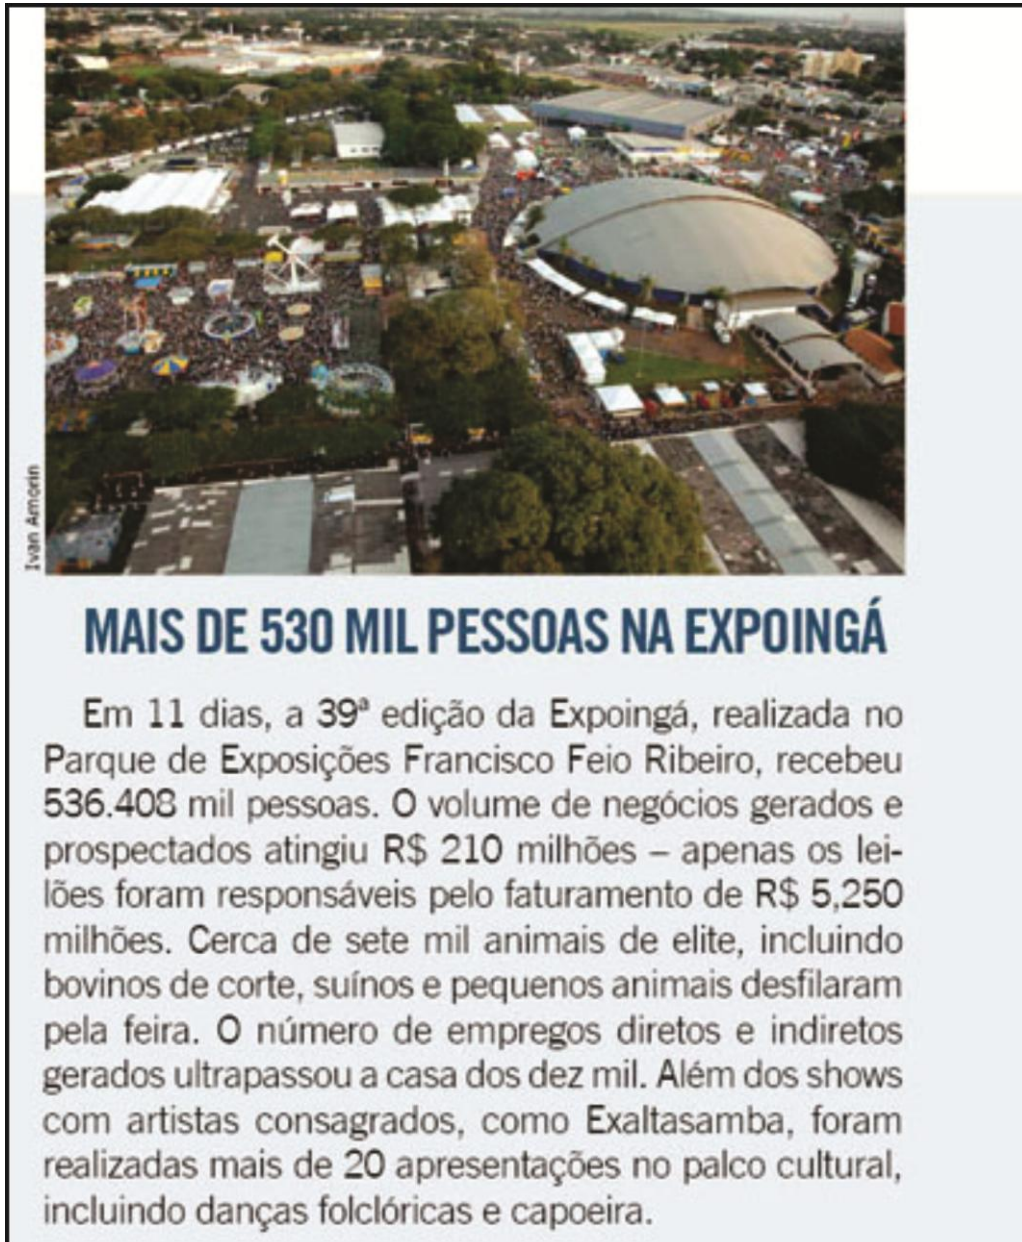 Ivan Amorin
MAIS DE 530 MIL PESSOAS NA EXPOINGÁ
Em 11 dias, a 39ª edição da Expoingá, realizada no
Parque de Exposições Francisco Feio Ribeiro, recebeu
536.408 mil pessoas. O volume de negócios gerados e
prospectados atingiu R$ 210 milhões – apenas os lei-
lões foram responsáveis pelo faturamento de R$ 5,250
milhões. Cerca de sete mil animais de elite, incluindo
bovinos de corte, suínos e pequenos animais desfilaram
pela feira. O número de empregos diretos e indiretos
gerados ultrapassou a casa dos dez mil. Além dos shows
com artistas consagrados, como Exaltasamba, foram
realizadas mais de 20 apresentações no palco cultural,
incluindo danças folclóricas e capoeira.